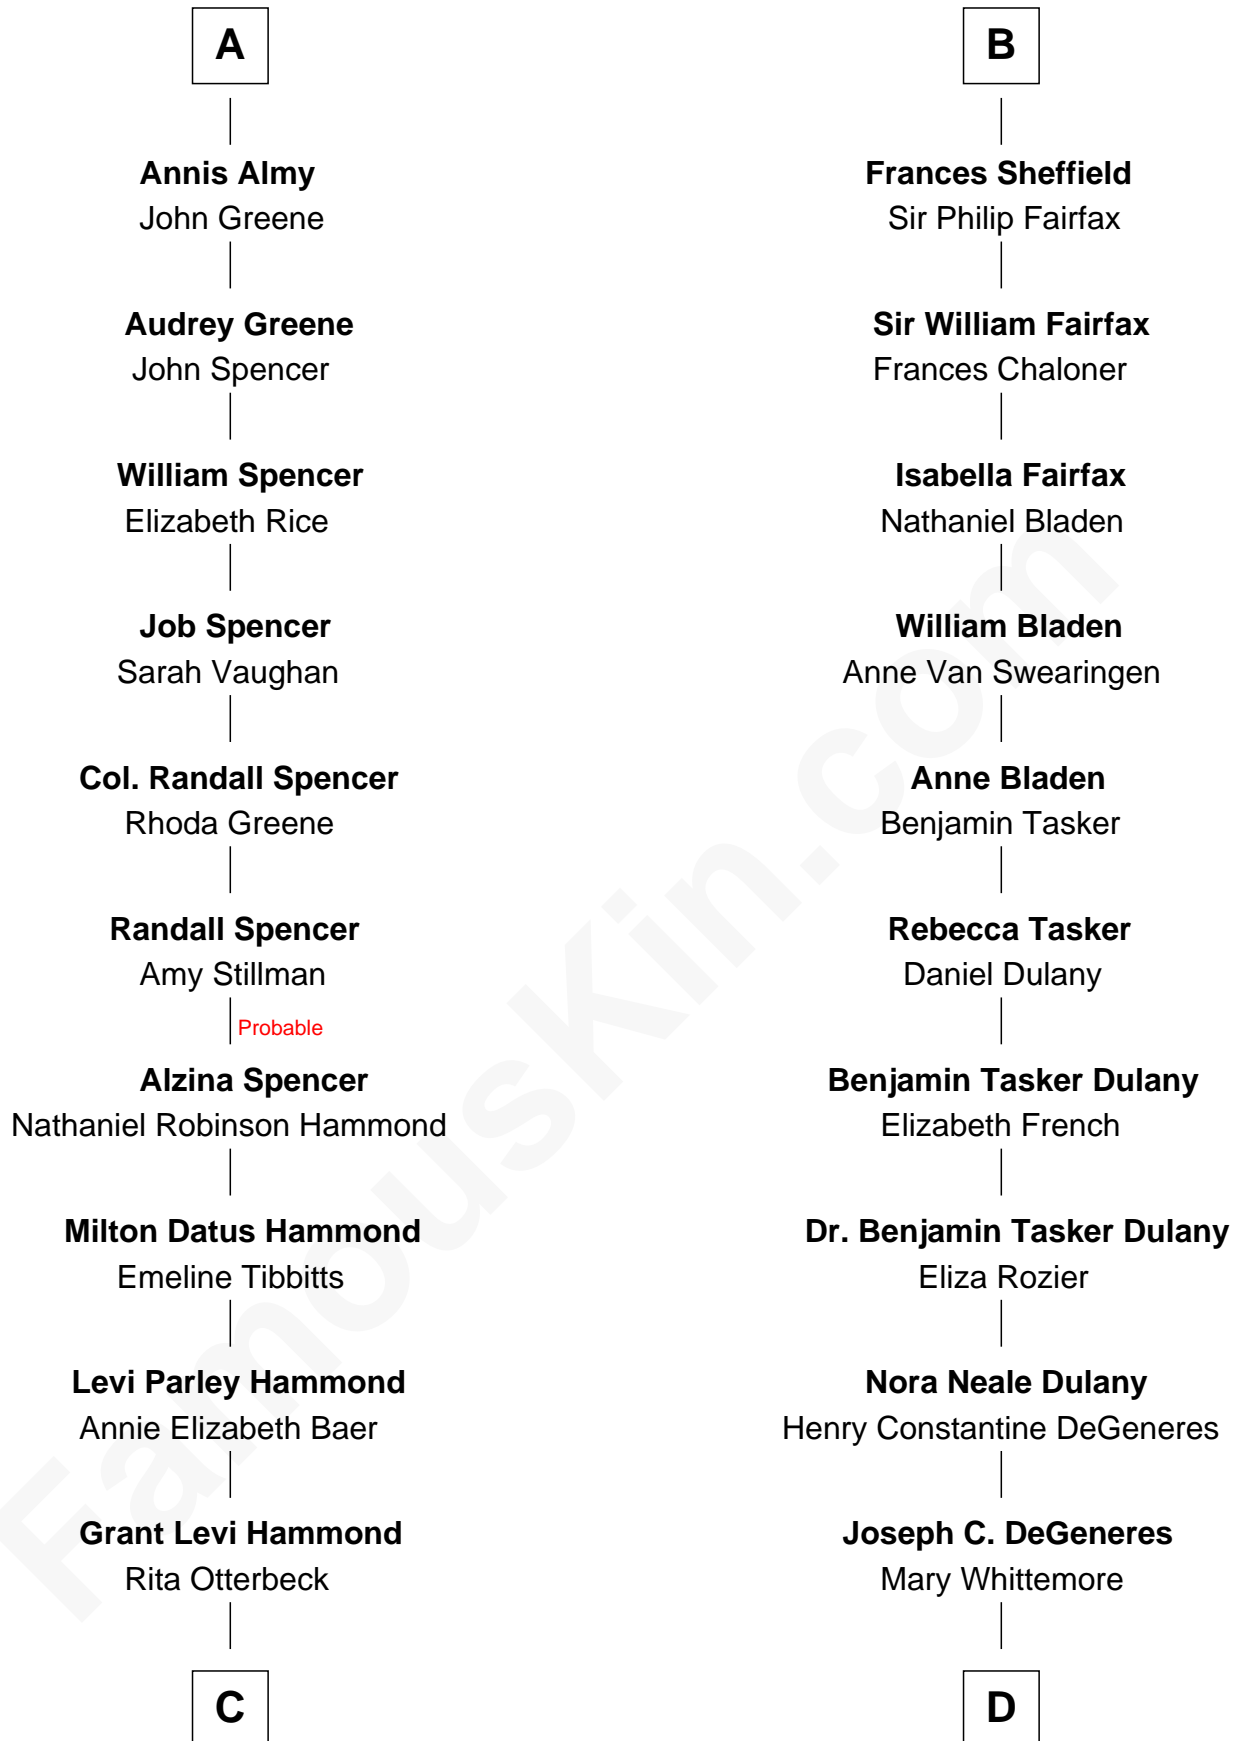 A
Annis Almy
John Greene
Audrey Greene
John Spencer
William Spencer
Elizabeth Rice
Job Spencer
Sarah Vaughan
Col. Randall Spencer
Rhoda Greene
Randall Spencer
Amy Stillman
Probable
Alzina Spencer
Nathaniel Robinson Hammond
Milton Datus Hammond
Emeline Tibbitts
Levi Parley Hammond
Annie Elizabeth Baer
Grant Levi Hammond
Rita Otterbeck
C
B
Frances Sheffield
Sir Philip Fairfax
Sir William Fairfax
Frances Chaloner
Isabella Fairfax
Nathaniel Bladen
William Bladen
Anne Van Swearingen
Anne Bladen
Benjamin Tasker
Rebecca Tasker
Daniel Dulany
Benjamin Tasker Dulany
Elizabeth French
Dr. Benjamin Tasker Dulany
Eliza Rozier
Nora Neale Dulany
Henry Constantine DeGeneres
Joseph C. DeGeneres
Mary Whittemore
D
FamousKin.com